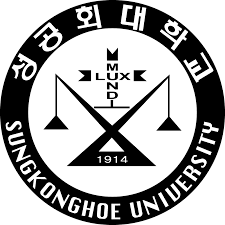 성공회대학교
MUNDI
LUX
1914
SUNGKONGHOE UNIVERSITY